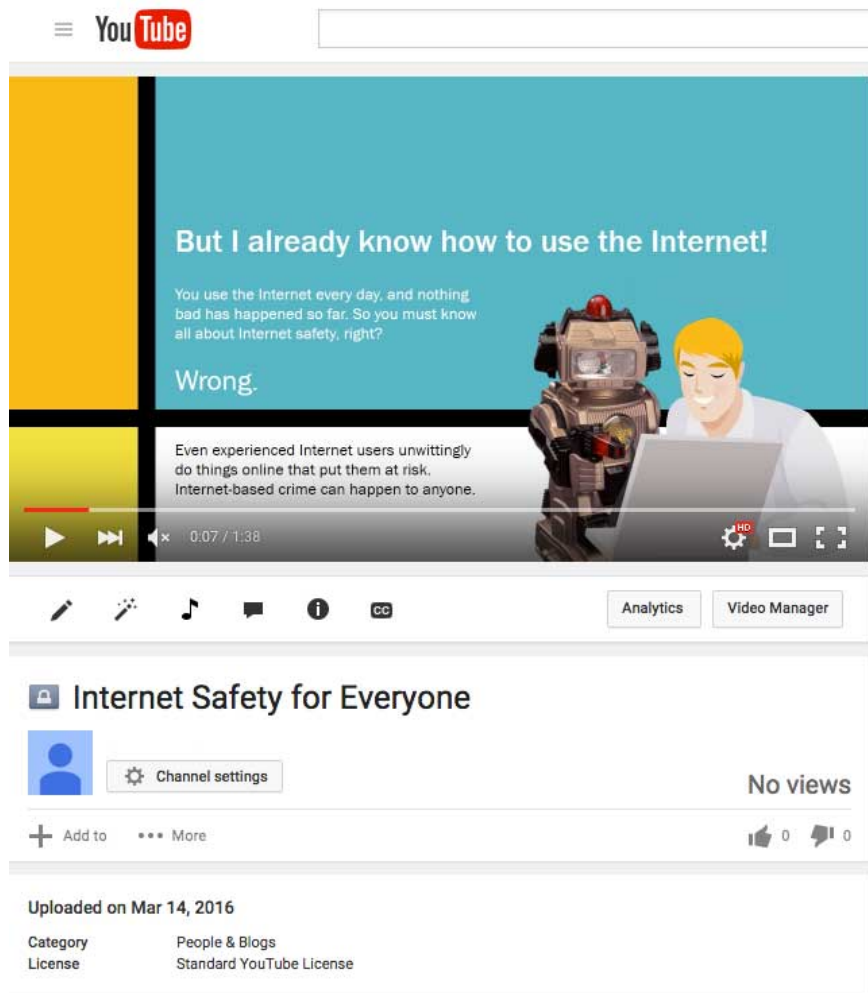 You Tube
But I already know how to use the Internet!
You use the Internet every day, and nothing
bad has happened so far. So you must know
all about Internet safety, right?
Wrong.
Even experienced Internet users unwittingly
do things online that put them at risk.
Internet-based crime can happen to anyone.
0:07 / 1:38
HD
CC
Analytics
Video Manager
Internet Safety for Everyone
Channel settings
No views
Add to
More
0
0
Uploaded on Mar 14, 2016
Category People & Blogs
License Standard YouTube License